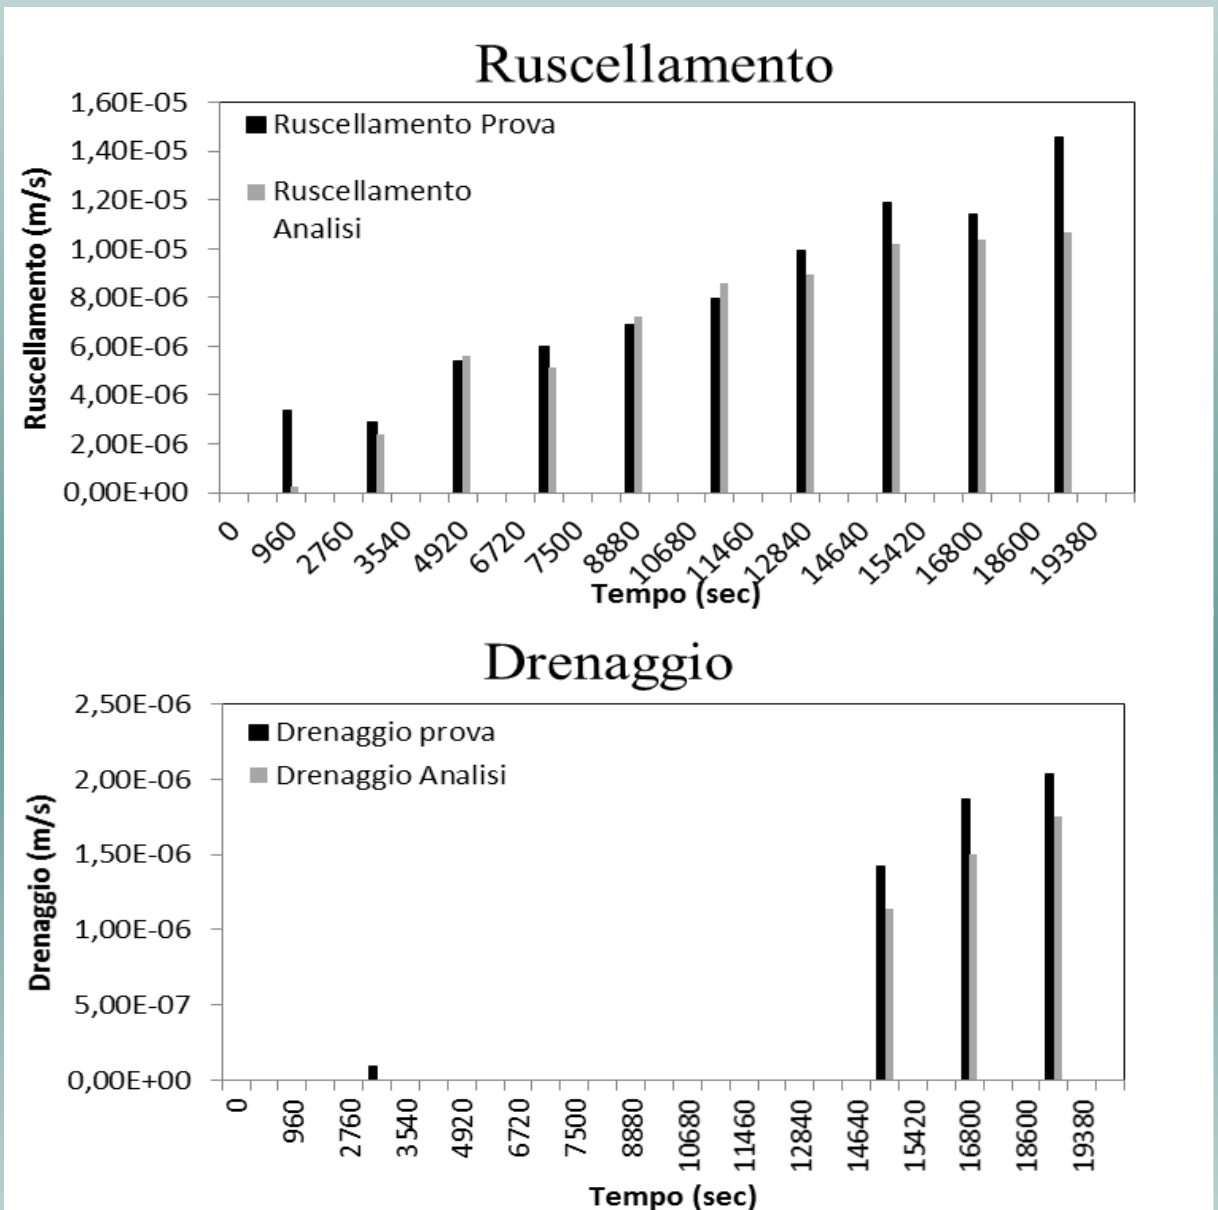 Ruscellamento
1,60E-05
1,40E-05
1,20E-05
1,00E-05
8,00E-06
6,00E-06
4,00E-06
2,00E-06
0,00E+00
Ruscellamento (m/s)
Ruscellamento Prova
Ruscellamento
Analisi
0 960 2760 3540 4920 6720 7500 8880 10680 11460 12840 14640 15420 16800 18600 19380
Tempo (sec)
Drenaggio
2,50E-06
2,00E-06
1,50E-06
1,00E-06
5,00E-07
0,00E+00
Drenaggio (m/s)
Drenaggio prova
Drenaggio Analisi
0 960 2760 3540 4920 6720 7500 8880 10680 11460 12840 14640 15420 16800 18600 19380
Tempo (sec)